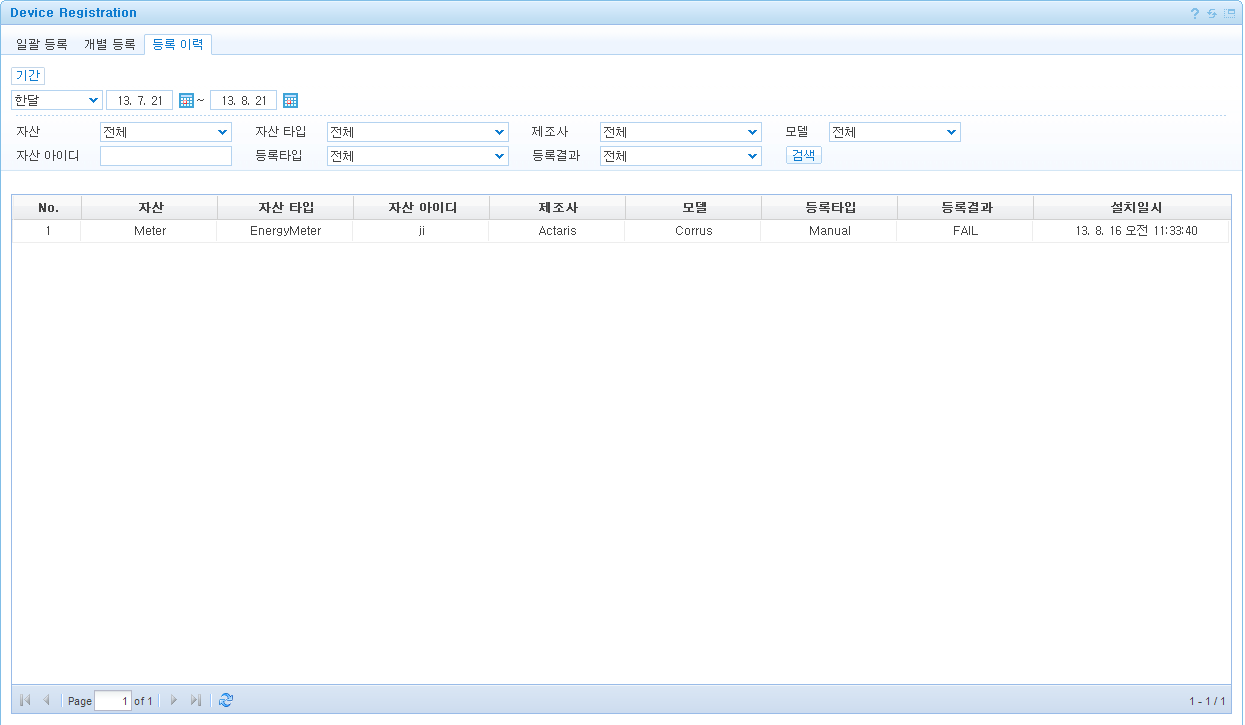 Device Registration
일괄 등록 개별 등록 등록 이력
기간
한달 13. 7. 21 ~ 13. 8. 21
자산 전체 자산 타입 전체 제조사 전체 모델 전체
자산 아이디 등록타입 전체 등록결과 전체 검색
No. 자산 자산 타입 자산 아이디 제조사 모델 등록타입 등록결과 설치일시
1 Meter EnergyMeter ji Actaris Corrus Manual FAIL 13. 8. 16 오전 11:33:40
Page 1 of 1 1 - 1 / 1